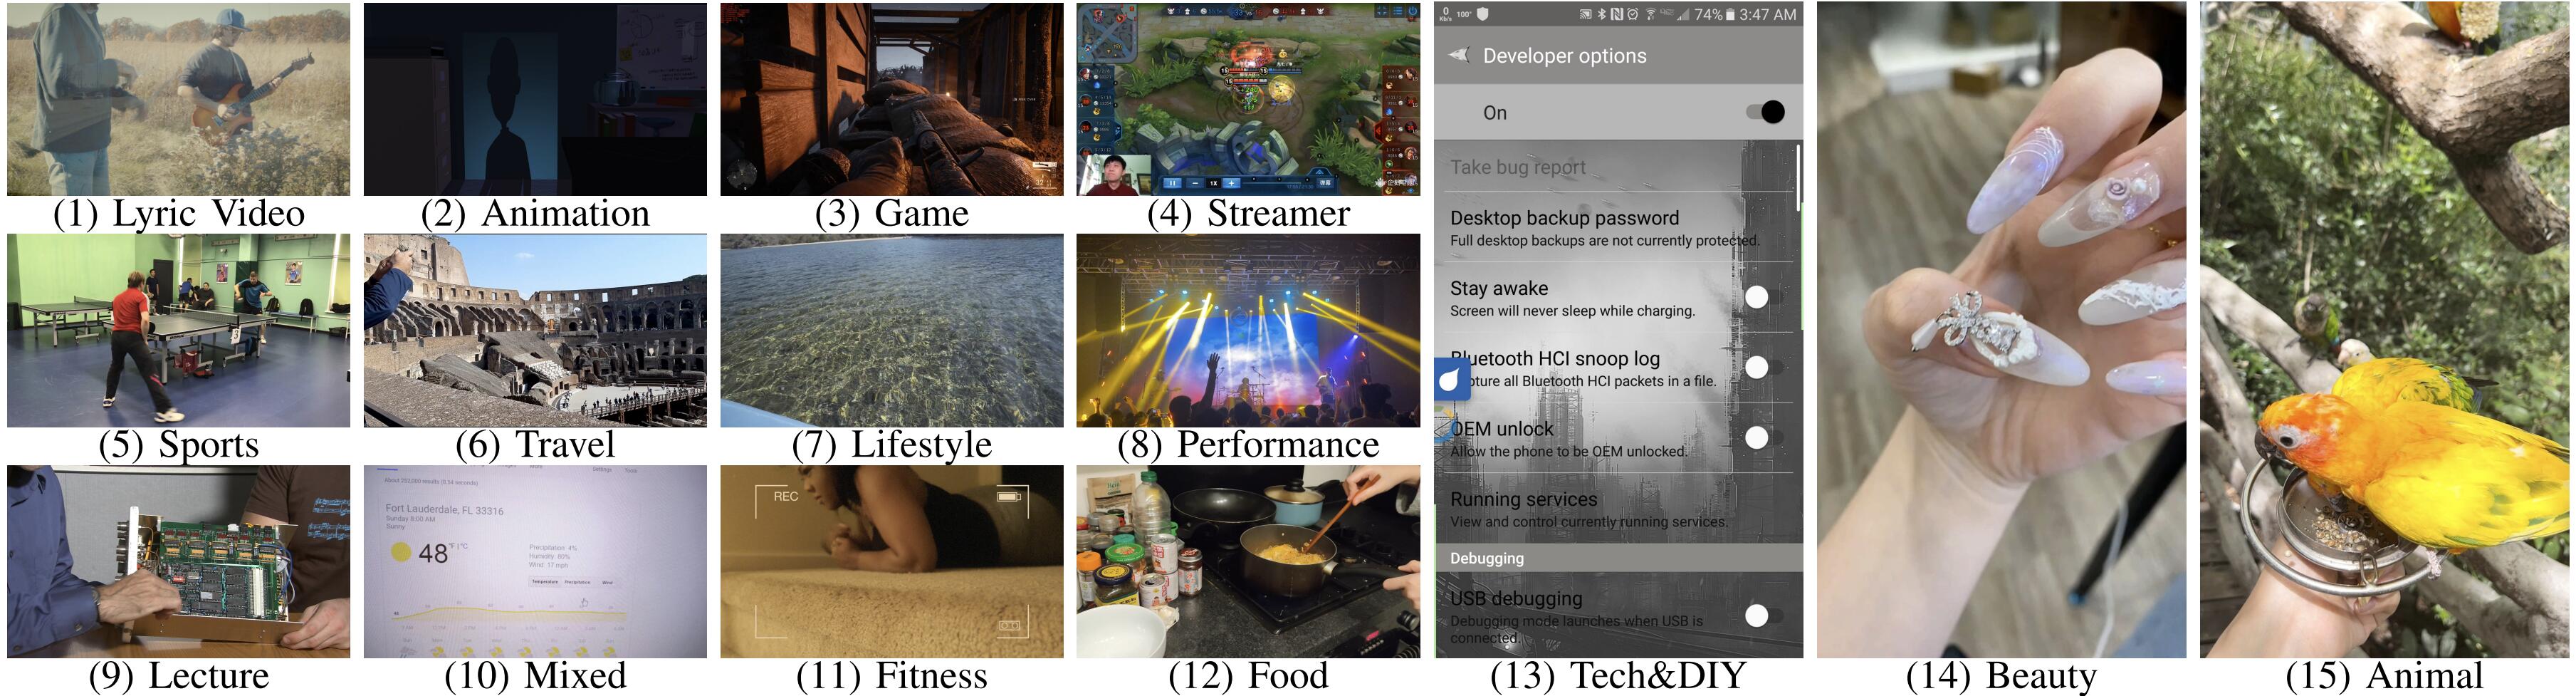 (1) Lyric Video
(2) Animation
(3) Game
1X
(4) Streamer
(5) Sports
(6) Travel
(7) Lifestyle
(8) Performance
(9) Lecture
Settings Tools
About 253,000 results (0.54 seconds)
Fort Lauderdale, FL 33316
Sunday 8:00 AM
Sunny
48 °F | °C
Precipitation: 4%
Humidity: 80%
Wind: 17 mph
Temperature Precipitation Wind
(10) Mixed
REC
(11) Fitness
(12) Food
0 Kb/s 100° 74% 3:47 AM
Developer options
On
Take bug report
Desktop backup password
Full desktop backups are not currently protected.
Stay awake
Screen will never sleep while charging.
Bluetooth HCI snoop log
pture all Bluetooth HCI packets in a file.
OEM unlock
Allow the phone to be OEM unlocked.
Running services
View and control currently running services.
Debugging
USB debugging
Debugging mode launches when USB is
connected.
(13) Tech&DIY
(14) Beauty
(15) Animal